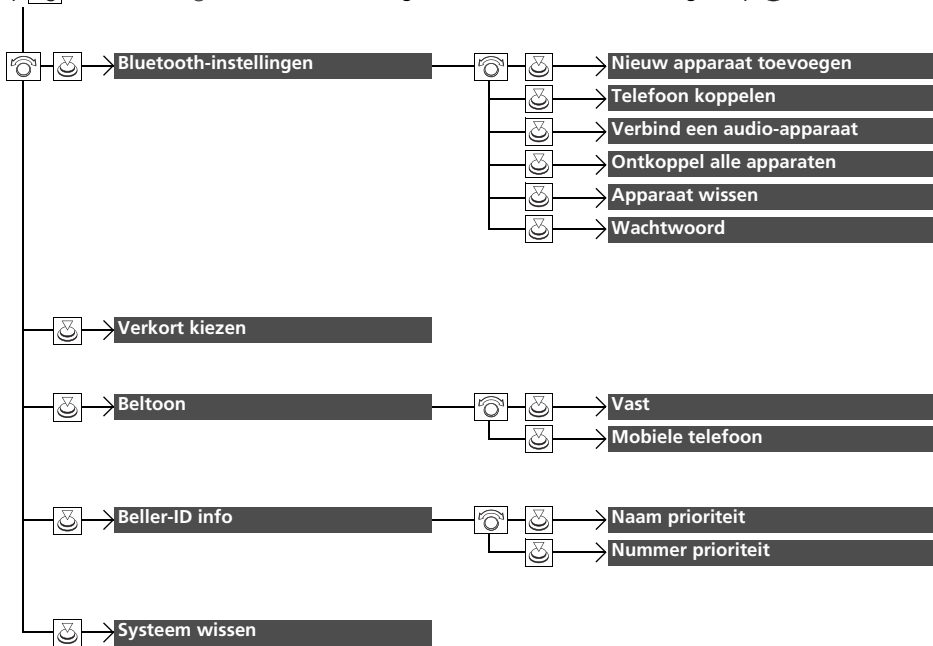 Bluetooth-instellingen
Nieuw apparaat toevoegen
Telefoon koppelen
Verbind een audio-apparaat
Ontkoppel alle apparaten
Apparaat wissen
Wachtwoord
Verkort kiezen
Beltoon
Vast
Mobiele telefoon
Beller-ID info
Naam prioriteit
Nummer prioriteit
Systeem wissen